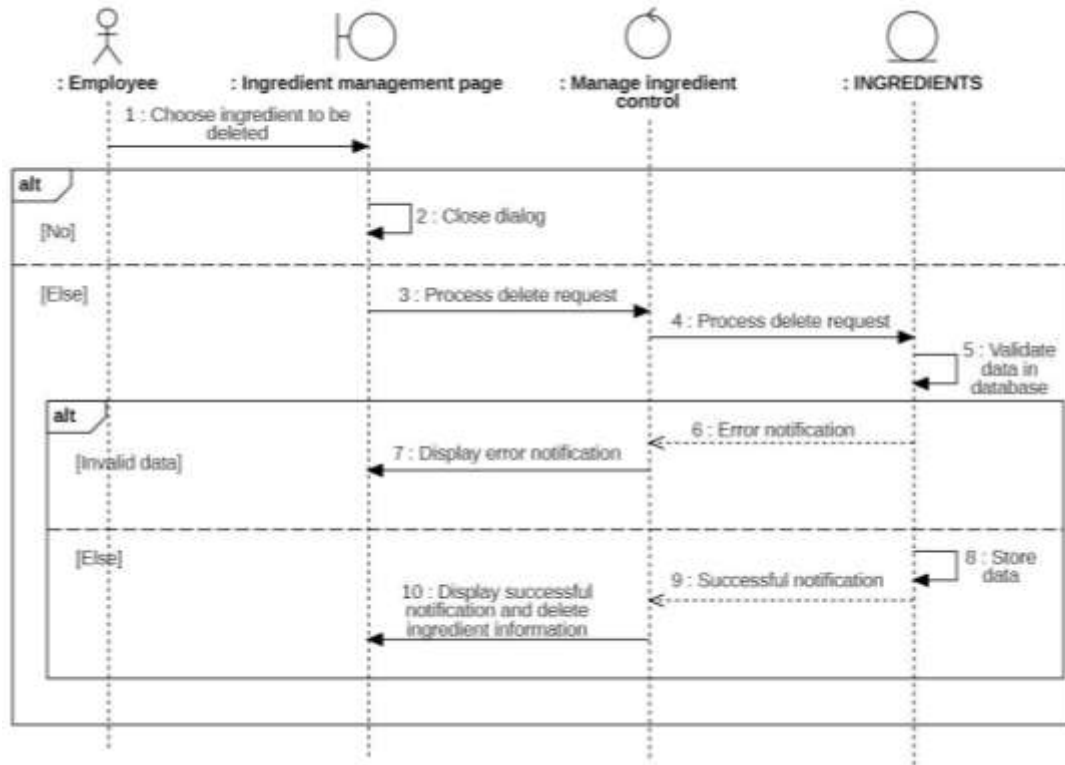 : Employee
: Ingredient management page
: Manage ingredient
control
: INGREDIENTS
1 : Choose ingredient to be
deleted
alt
2 : Close dialog
[No]
[Else]
3 : Process delete request
4 : Process delete request
5 : Validate
data in
database
alt
6 : Error notification
7 : Display error notification
[Invalid data]
[Else]
8 : Store
data
9 : Successful notification
10 : Display successful
notification and delete
ingredient information